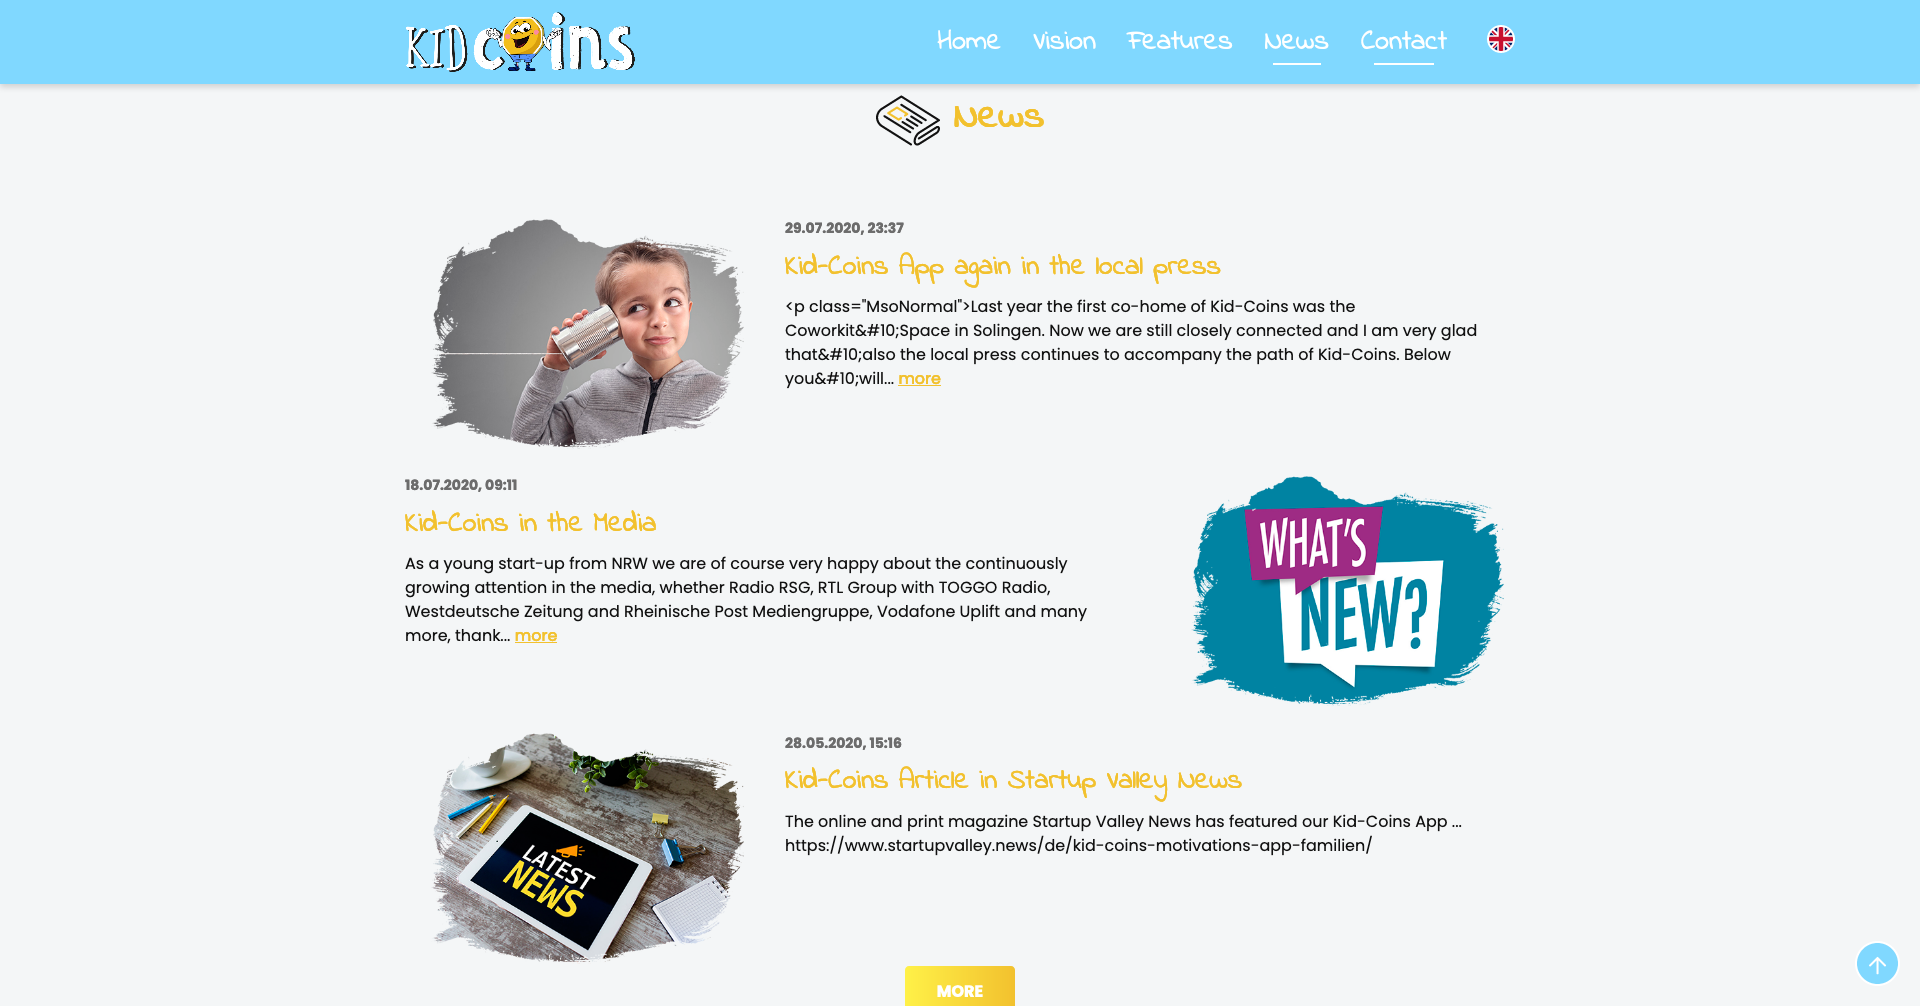 KID coins
Home Vision Features News Contact
News
29.07.2020, 23:37
Kid-Coins App again in the local press
<p class="MsoNormal">Last year the first co-home of Kid-Coins was the
Coworkit&#10;Space in Solingen. Now we are still closely connected and I am very glad
that&#10;also the local press continues to accompany the path of Kid-Coins. Below
you&#10;will... more
18.07.2020, 09:11
Kid-Coins in the Media
As a young start-up from NRW we are of course very happy about the continuously
growing attention in the media, whether Radio RSG, RTL Group with TOGGO Radio,
Westdeutsche Zeitung and Rheinische Post Mediengruppe, Vodafone Uplift and many
more, thank... more
WHAT'S
NEW?
28.05.2020, 15:16
Kid-Coins Article in Startup Valley News
The online and print magazine Startup Valley News has featured our Kid-Coins App ...
https://www.startupvalley.news/de/kid-coins-motivations-app-familien/
LATEST
NEWS
MORE